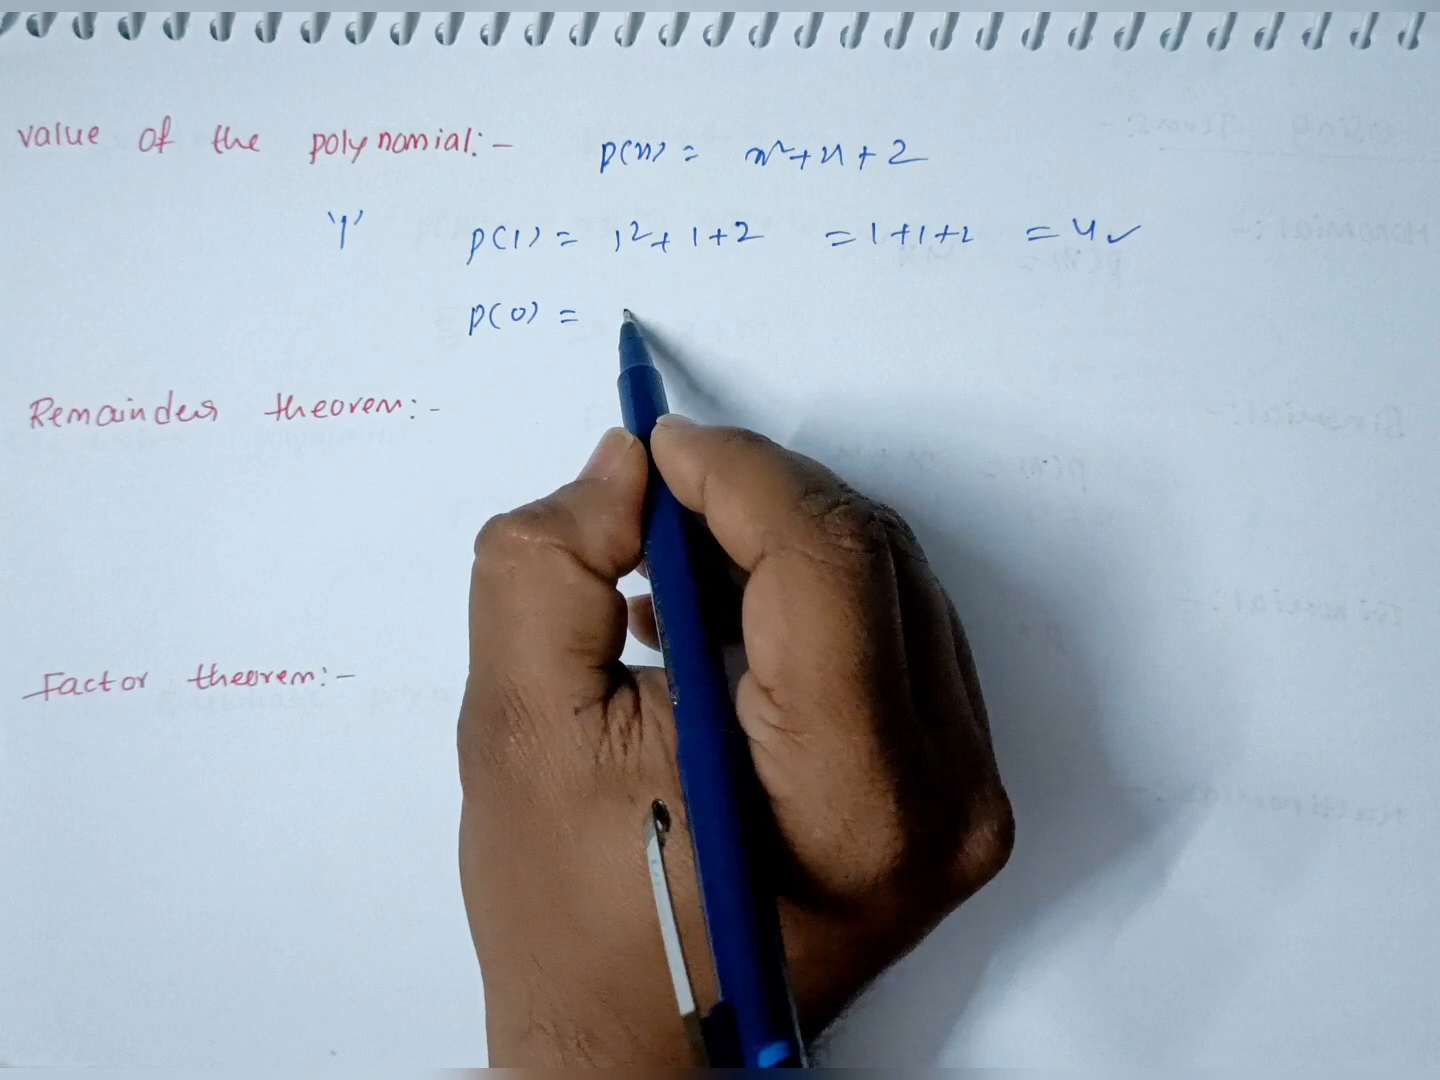 value of the polynomial:- p(x) = x²+x+2
'1' p(1) = 1²+1+2 =1+1+2 =4✓
p(0) =
Remainder theorem:-
Factor theorem:-